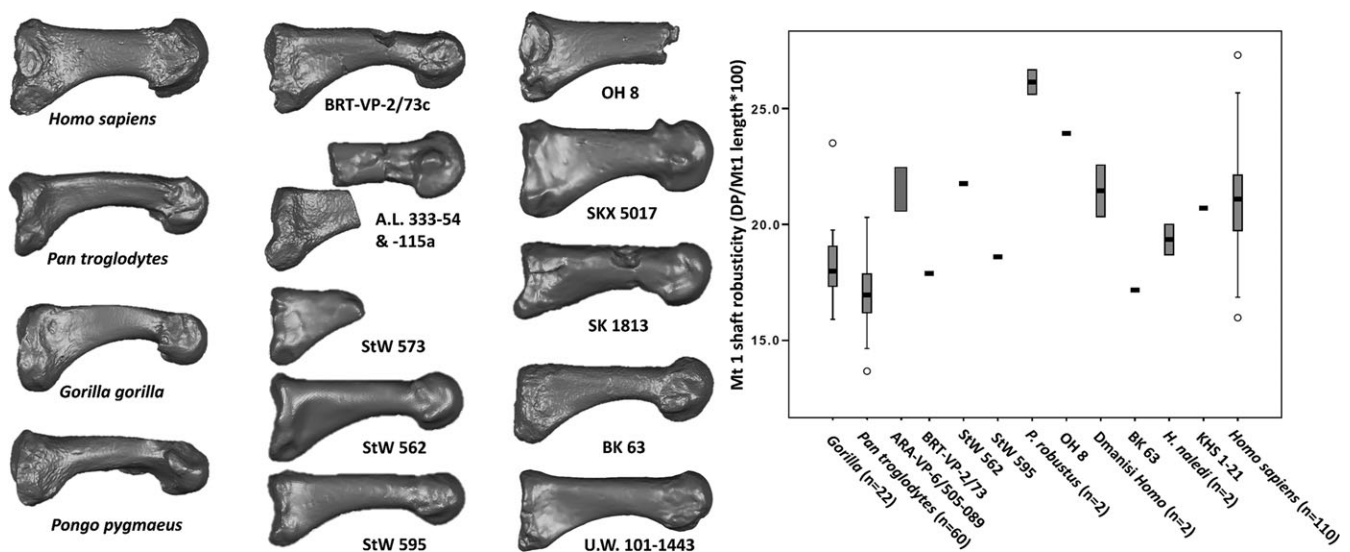 Homo sapiens
Pan troglodytes
Gorilla gorilla
Pongo pygmaeus
BRT-VP-2/73c
A.L. 333-54
& -115a
StW 573
StW 562
StW 595
OH 8
SKX 5017
SK 1813
BK 63
U.W. 101-1443
Mt 1 shaft robusticity (DP/Mt1 length*100)
25.0
20.0
15.0
Gorilla (n=22)
Pan troglodytes (n=60)
ARA-VP-6/505-089
BRT-VP-2/73
StW 562
StW 595
P. robustus (n=2)
OH 8
Dmanisi Homo (n=2)
BK 63
H. naledi (n=2)
KHS 1-21
Homo sapiens (n=110)